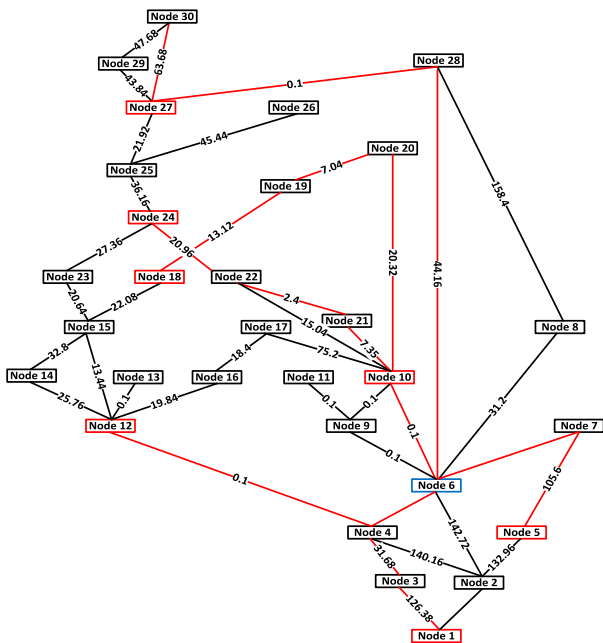 Node 30
47.68
Node 29
63.68
Node 28
43.84
0.1
Node 27
Node 26
21.92
45.44
Node 20
Node 25
7.04
36.16
Node 19
158.4
Node 24
13.12
27.36
20.96
20.32
44.16
Node 23
Node 18
Node 22
20.64
22.08
2.4
15.04
Node 21
Node 15
Node 17
Node 8
7.35
32.8
18.4
75.2
13.44
Node 14
Node 13
Node 16
Node 11
Node 10
31.2
25.76
0.1
19.84
0.1
0.1
Node 12
Node 9
0.1
Node 7
0.1
0.1
Node 6
105.6
142.72
Node 4
Node 5
140.16
132.96
31.68
Node 3
Node 2
126.38
Node 1